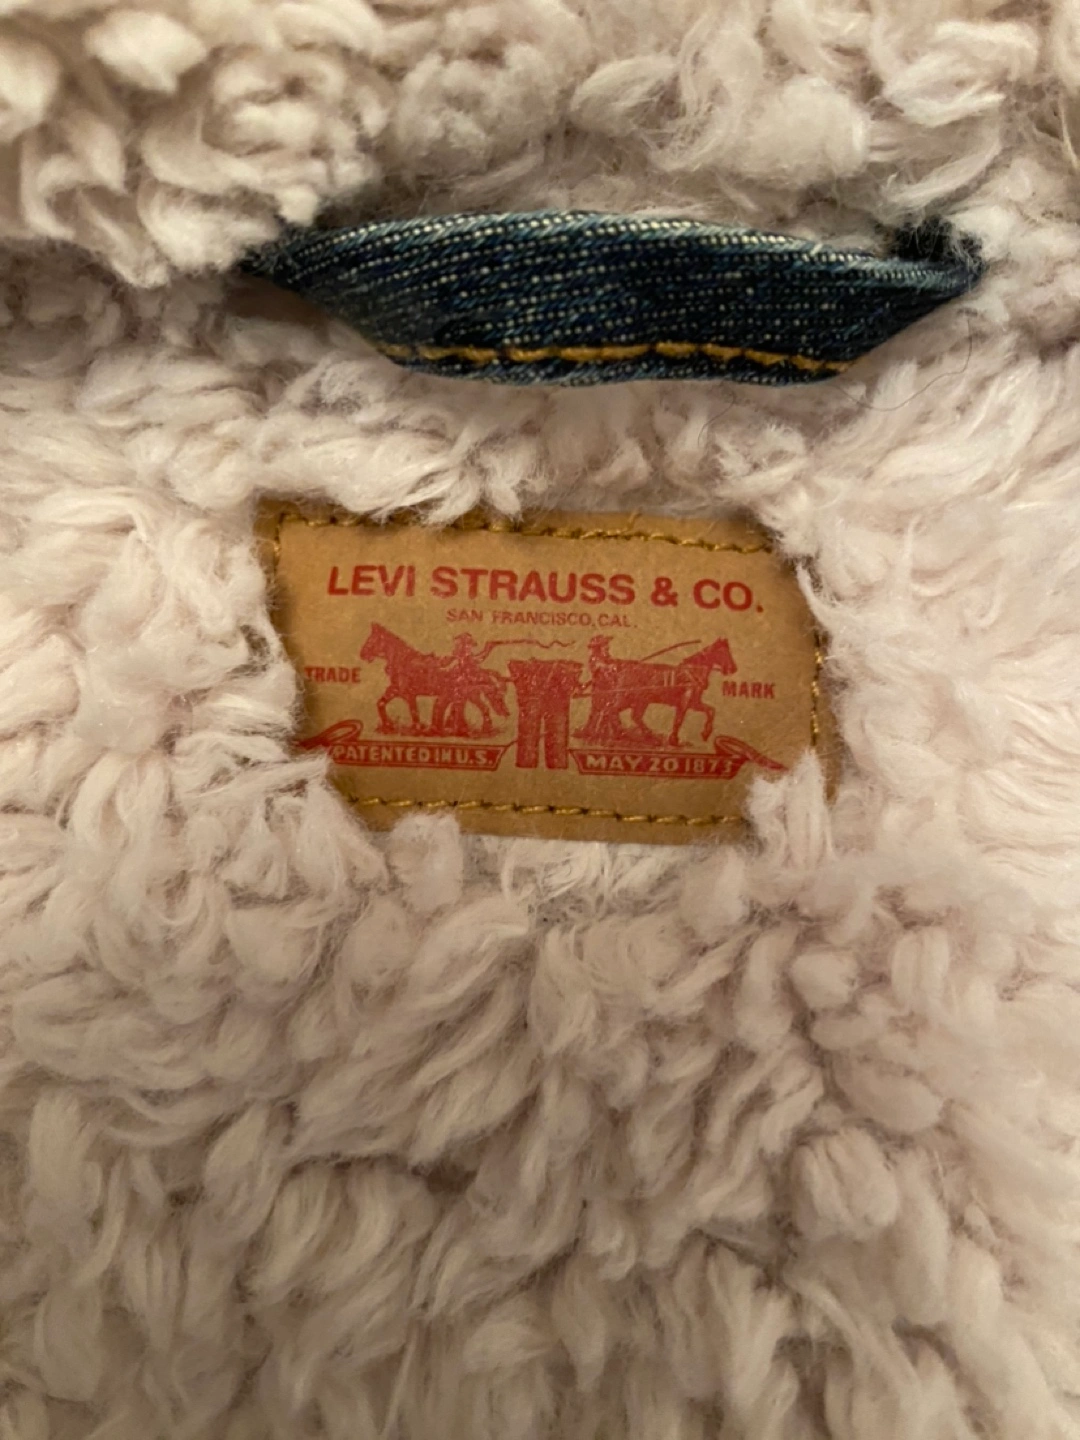 LEVI STRAUSS & CO.
SAN FRANCISCO, CAL.
TRADE MARK
PATENTED IN U.S. MAY 20 1873